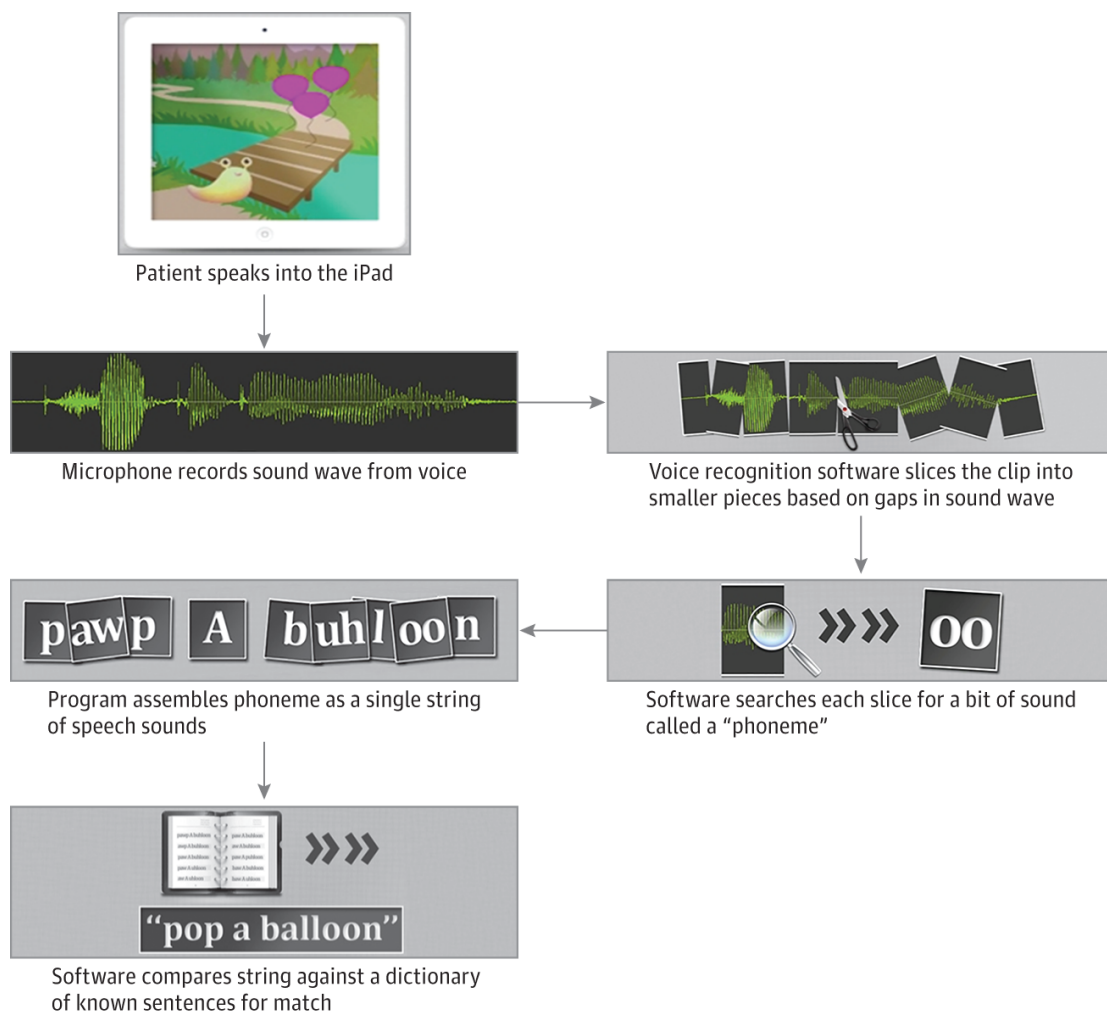 Patient speaks into the iPad
Microphone records sound wave from voice
Voice recognition software slices the clip into
smaller pieces based on gaps in sound wave
oo
Software searches each slice for a bit of sound
called a “phoneme”
pawp A buhloon
Program assembles phoneme as a single string
of speech sounds
“pop a balloon”
Software compares string against a dictionary
of known sentences for match